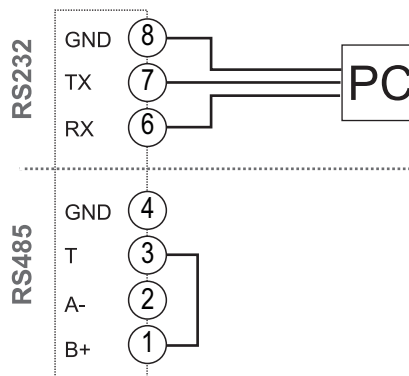 RS232
GND 8
TX 7
RX 6
PC
RS485
GND 4
T 3
A- 2
B+ 1